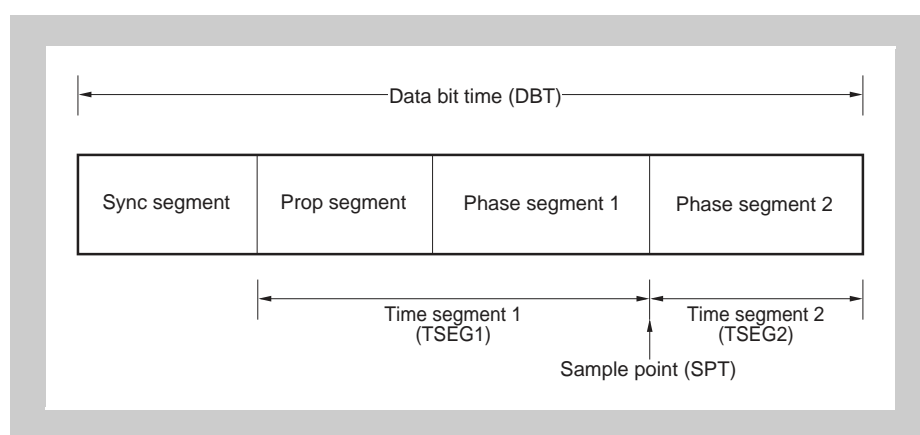 Data bit time (DBT)
Sync segment
Prop segment
Phase segment 1
Phase segment 2
Time segment 1
(TSEG1)
Time segment 2
(TSEG2)
Sample point (SPT)